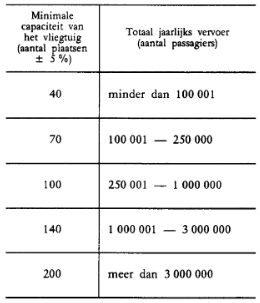 Minimale
capaciteit van
het vliegtuig
(aantal plaatsen
± 5 %)
Totaal jaarlijks vervoer
(aantal passagiers)
40 minder dan 100 001
70 100 001 — 250 000
100 250 001 — 1 000 000
140 1 000 001 — 3 000 000
200 meer dan 3 000 000